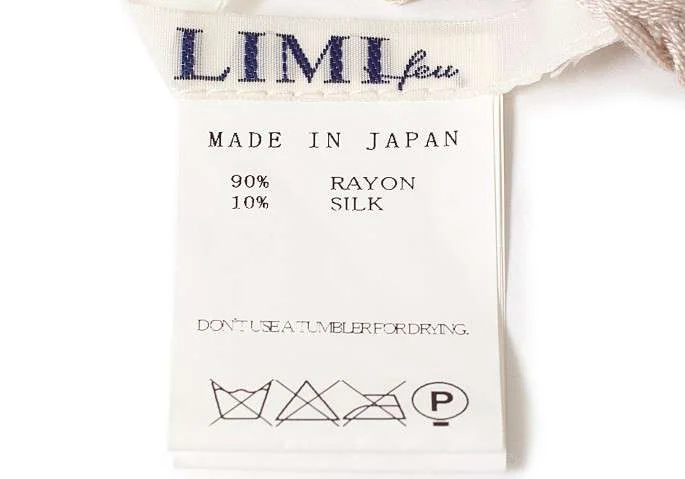 LIMI feu
MADE IN JAPAN
90% RAYON
10% SILK
DON'T USE A TUMBLER FOR DRYING.
P